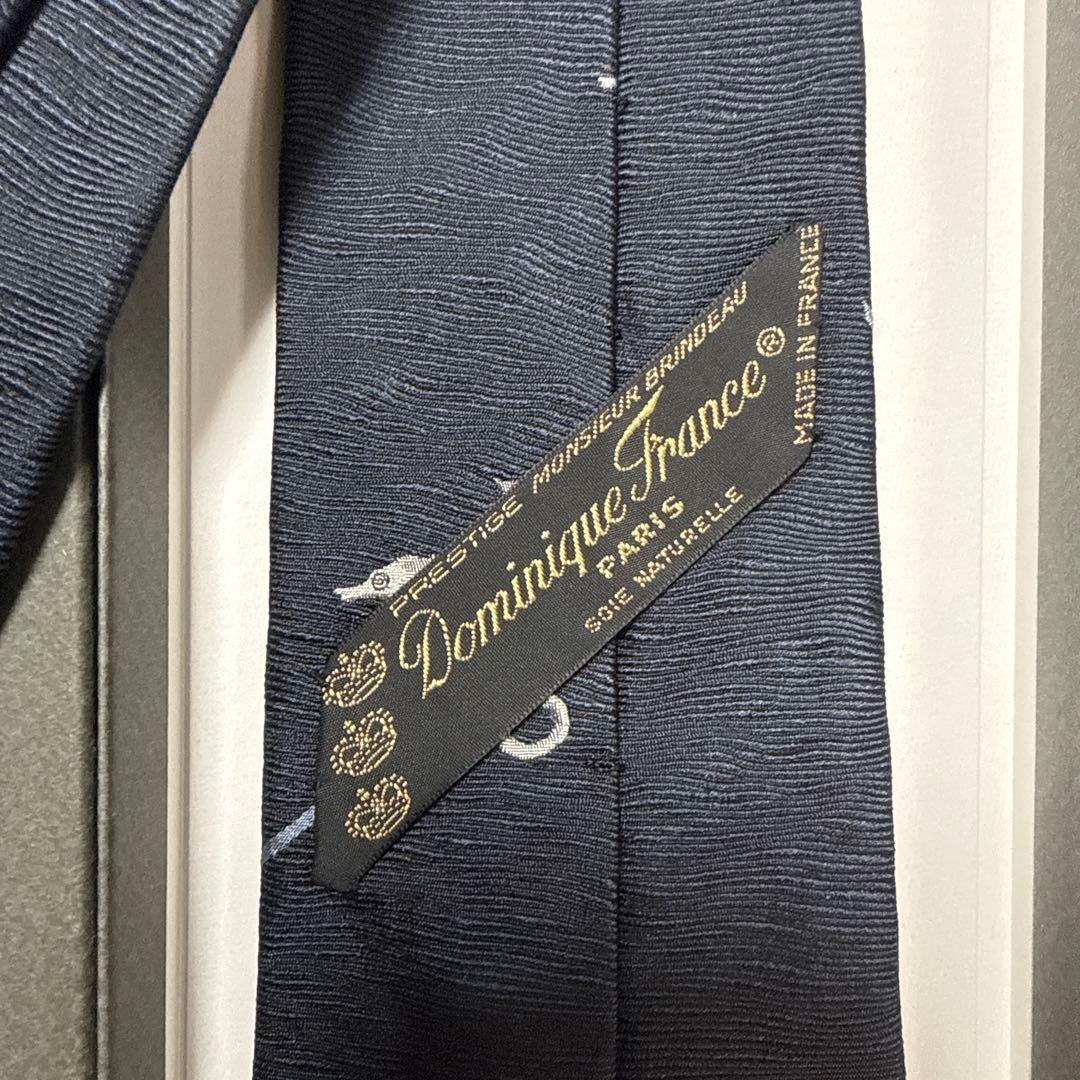 PRESTIGE MONSIEUR BRINDEAU
Dominique France®
PARIS
SOIE NATURELLE
MADE IN FRANCE